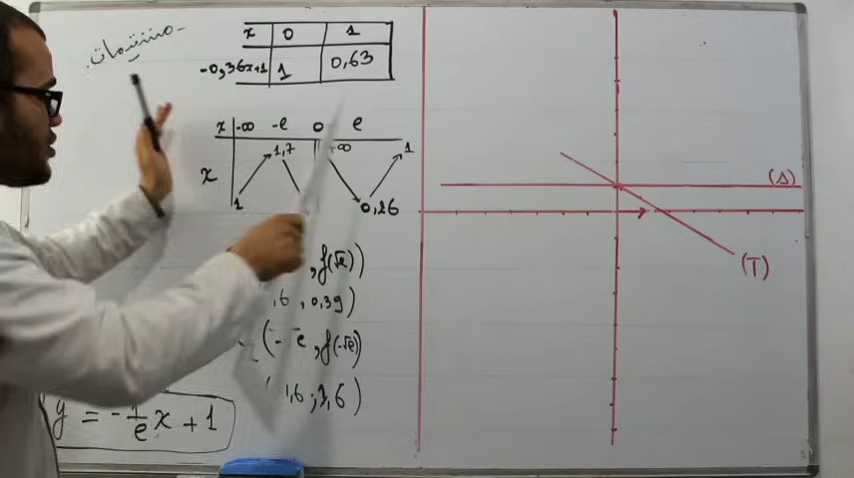 x 0 1
-0,36x+1 1 0,63
x -∞ -e 0 e
x 1 1,7 +∞ 0,26 1
, f(√e))
,6 , 0,39)
(-√e , f(-√e))
1,6 ; 1,6)
y = -1/e x + 1
(Δ)
(T)